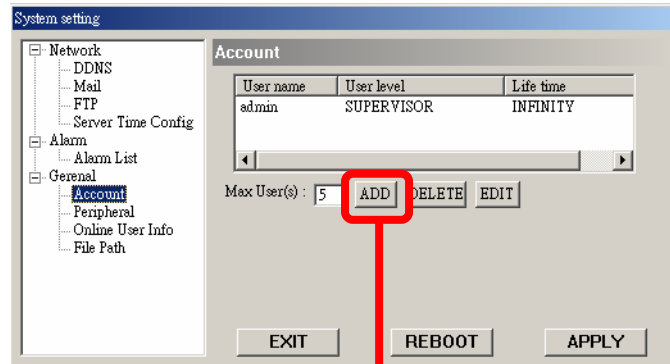 System setting
Network
DDNS
Mail
FTP
Server Time Config
Alarm
Alarm List
Gerenal
Account
Peripheral
Online User Info
File Path
Account
User name User level Life time
admin SUPERVISOR INFINITY
Max User(s) : 5 ADD DELETE EDIT
EXIT REBOOT APPLY